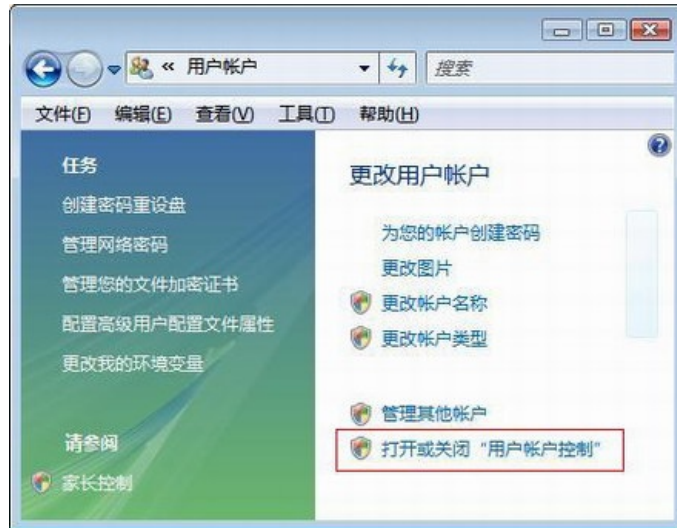 « 用户帐户
搜索
文件(F) 编辑(E) 查看(V) 工具(T) 帮助(H)
任务
创建密码重设盘
管理网络密码
管理您的文件加密证书
配置高级用户配置文件属性
更改我的环境变量
请参阅
家长控制
更改用户帐户
为您的帐户创建密码
更改图片
更改帐户名称
更改帐户类型
管理其他帐户
打开或关闭“用户帐户控制”